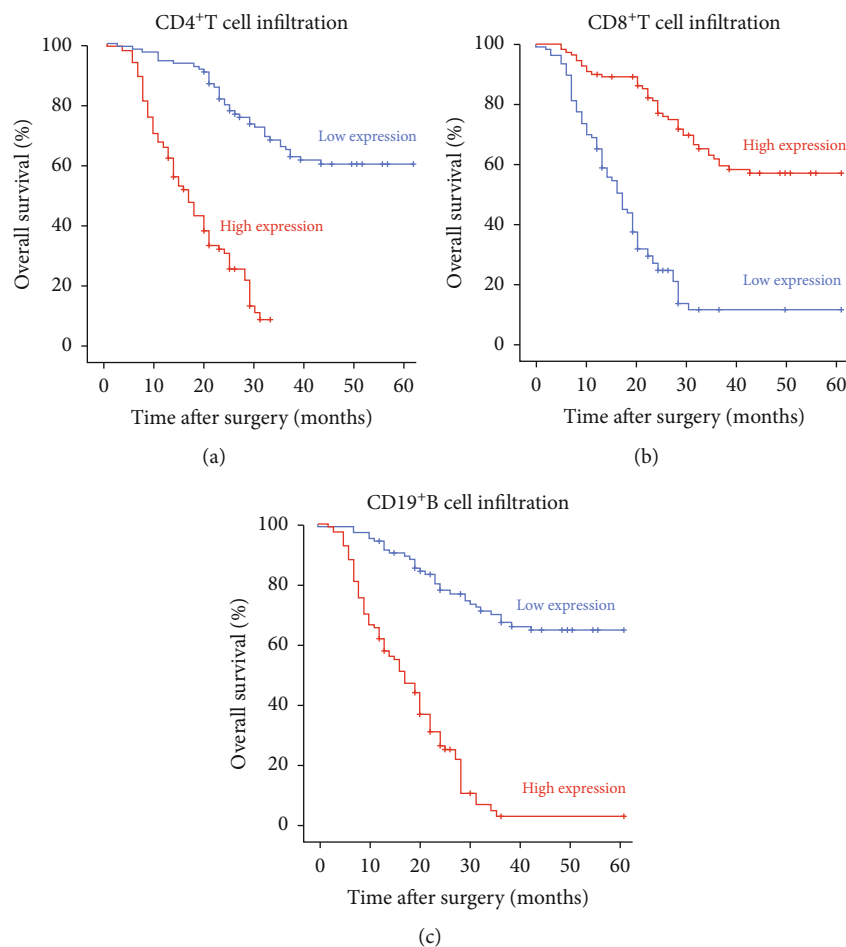 CD4⁺T cell infiltration
100
80
60
40
20
0
Overall survival (%)
Low expression
High expression
0 10 20 30 40 50 60
Time after surgery (months)
(a)
CD8⁺T cell infiltration
100
80
60
40
20
0
Overall survival (%)
High expression
Low expression
0 10 20 30 40 50 60
Time after surgery (months)
(b)
CD19⁺B cell infiltration
100
80
60
40
20
0
Overall survival (%)
Low expression
High expression
0 10 20 30 40 50 60
Time after surgery (months)
(c)